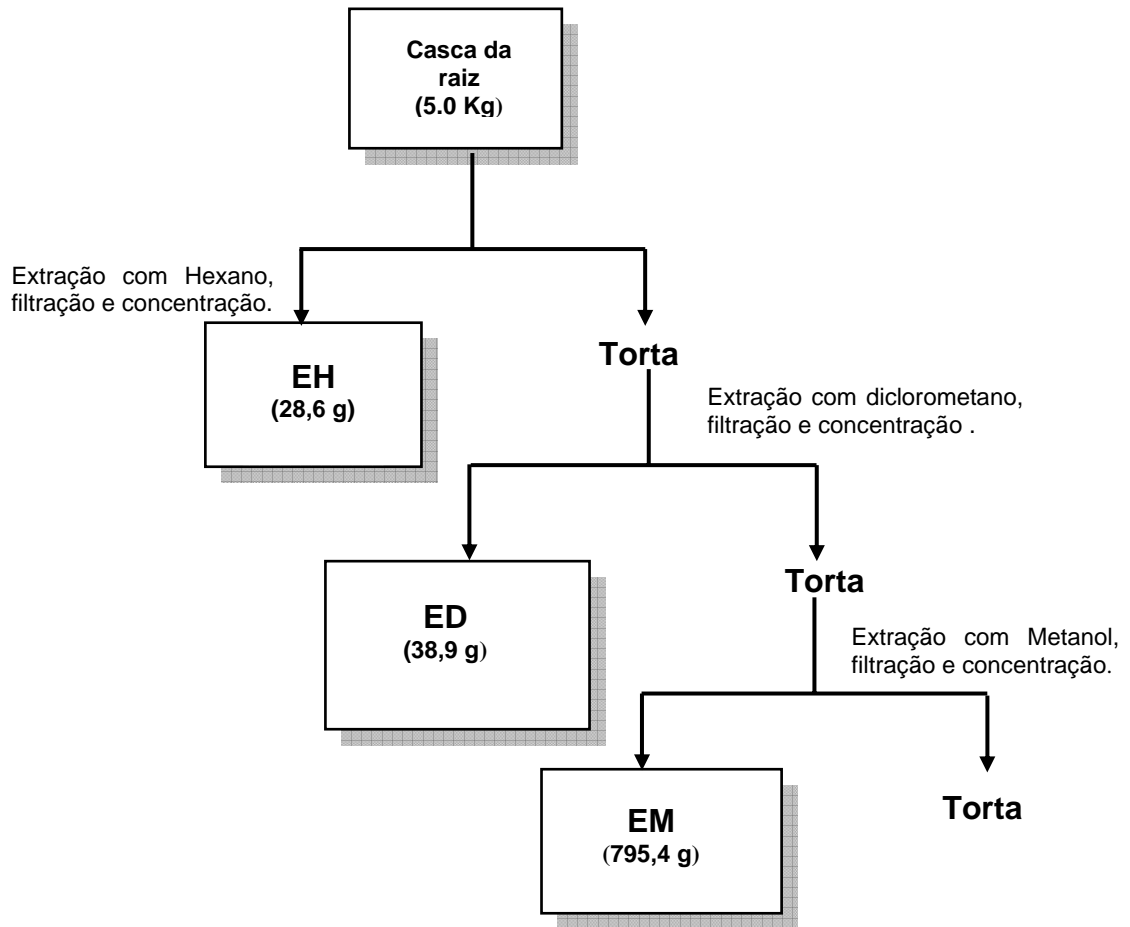 Casca da
raiz
(5.0 Kg)
Extração com Hexano,
filtração e concentração.
EH
(28,6 g)
Torta
Extração com diclorometano,
filtração e concentração .
ED
(38,9 g)
Torta
Extração com Metanol,
filtração e concentração.
EM
(795,4 g)
Torta